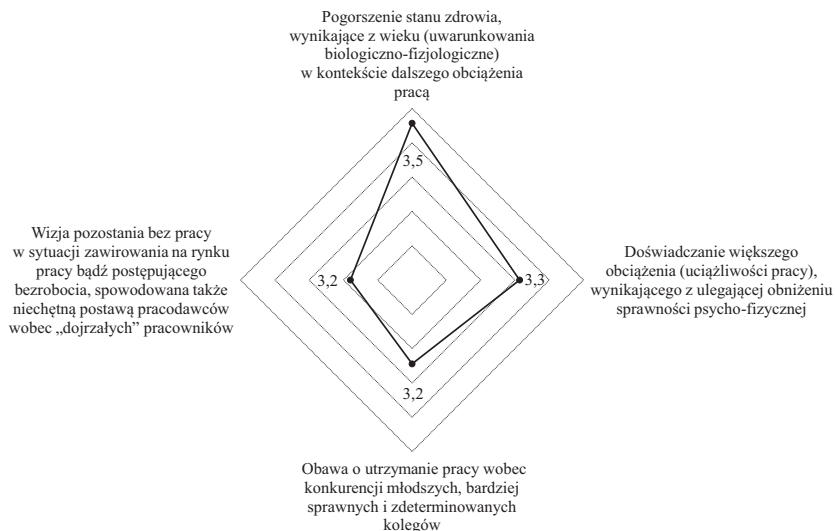 Pogorszenie stanu zdrowia,
wynikające z wieku (uwarunkowania
biologiczno-fizjologiczne)
w kontekście dalszego obciążenia
pracą
3,5
Wizja pozostania bez pracy
w sytuacji zawirowania na rynku
pracy bądź postępującego
bezrobocia, spowodowana także
niechętną postawą pracodawców
wobec „dojrzałych” pracowników
3,2
3,3
Doświadczanie większego
obciążenia (uciążliwości pracy),
wynikającego z ulegającej obniżeniu
sprawności psycho-fizycznej
3,2
Obawa o utrzymanie pracy wobec
konkurencji młodszych, bardziej
sprawnych i zdeterminowanych
kolegów